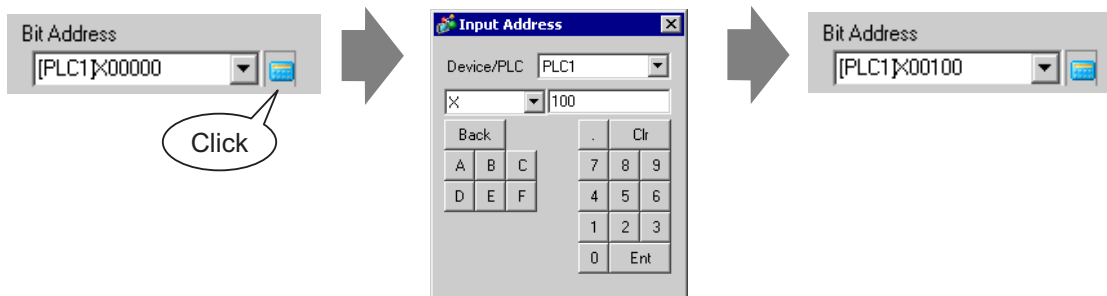 Bit Address
[PLC1]X00000
Click
Input Address
Device/PLC PLC1
X 100
Back . Clr
A B C 7 8 9
D E F 4 5 6
1 2 3
0 Ent
Bit Address
[PLC1]X00100